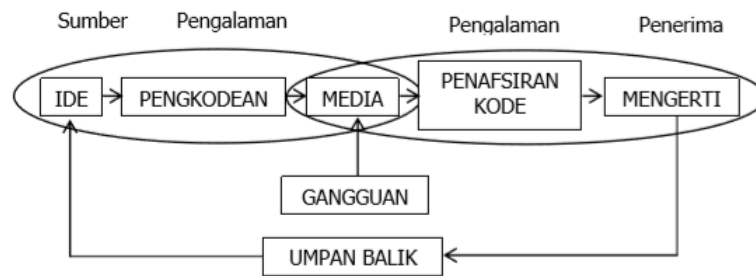 Sumber Pengalaman Pengalaman Penerima
IDE PENGKODEAN MEDIA PENAFSIRAN KODE MENGERTI
GANGGUAN
UMPAN BALIK